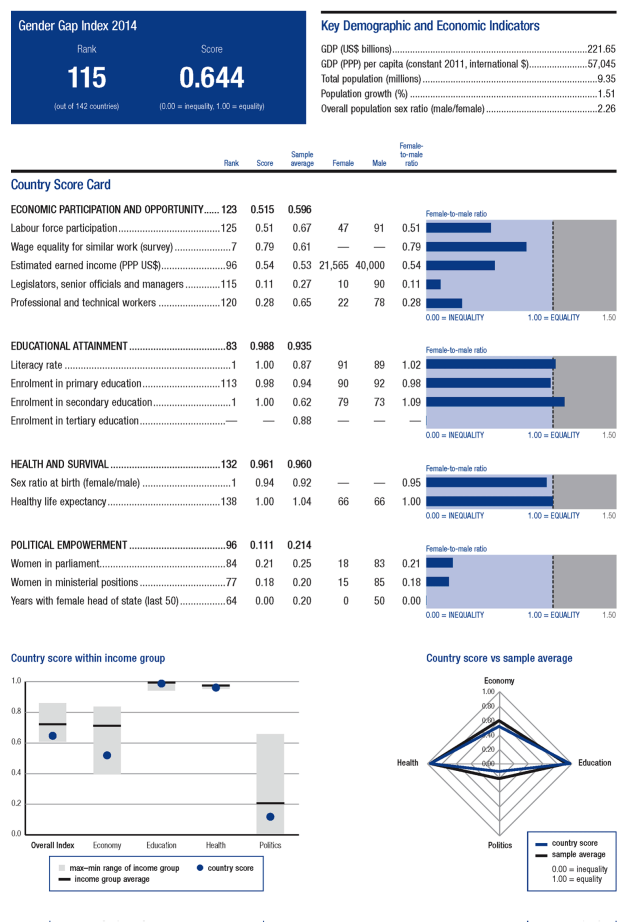 Gender Gap Index 2014
Rank Score
115 0.644
(out of 142 countries) (0.00 = inequality, 1.00 = equality)
Key Demographic and Economic Indicators
GDP (US$ billions)...221.65
GDP (PPP) per capita (constant 2011, international $)...57,045
Total population (millions)...9.35
Population growth (%)...1.51
Overall population sex ratio (male/female)...2.26
Rank Score Sample average Female Male Female-to-male ratio
Country Score Card
ECONOMIC PARTICIPATION AND OPPORTUNITY...... 123 0.515 0.596
Female-to-male ratio
Labour force participation...125 0.51 0.67 47 91 0.51
Wage equality for similar work (survey)...7 0.79 0.61 — — 0.79
Estimated earned income (PPP US$)...96 0.54 0.53 21,565 40,000 0.54
Legislators, senior officials and managers...115 0.11 0.27 10 90 0.11
Professional and technical workers...120 0.28 0.65 22 78 0.28
0.00 = INEQUALITY 1.00 = EQUALITY 1.50
EDUCATIONAL ATTAINMENT...83 0.988 0.935
Female-to-male ratio
Literacy rate...1 1.00 0.87 91 89 1.02
Enrolment in primary education...113 0.98 0.94 90 92 0.98
Enrolment in secondary education...1 1.00 0.62 79 73 1.09
Enrolment in tertiary education...— — 0.88 — — —
0.00 = INEQUALITY 1.00 = EQUALITY 1.50
HEALTH AND SURVIVAL...132 0.961 0.960
Female-to-male ratio
Sex ratio at birth (female/male)...1 0.94 0.92 — — 0.95
Healthy life expectancy...138 1.00 1.04 66 66 1.00
0.00 = INEQUALITY 1.00 = EQUALITY 1.50
POLITICAL EMPOWERMENT...96 0.111 0.214
Female-to-male ratio
Women in parliament...84 0.21 0.25 18 83 0.21
Women in ministerial positions...77 0.18 0.20 15 85 0.18
Years with female head of state (last 50)...64 0.00 0.20 0 50 0.00
0.00 = INEQUALITY 1.00 = EQUALITY 1.50
Country score within income group
1.0
0.8
0.6
0.4
0.2
0.0
Overall Index Economy Education Health Politics
max–min range of income group country score
income group average
Country score vs sample average
Economy
1.00
0.80
0.60
0.40
0.20
0.00
Health Education
Politics
country score
sample average
0.00 = inequality
1.00 = equality